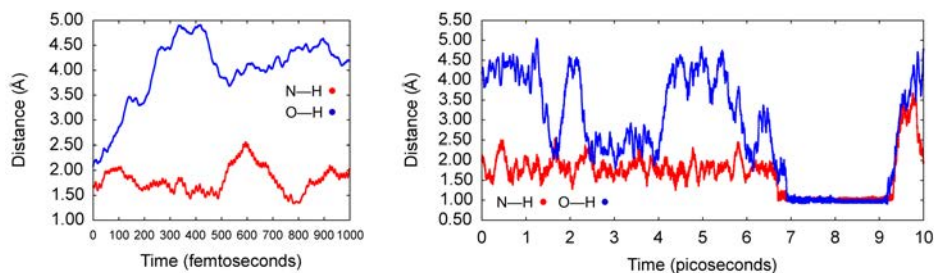 5.00
4.50
4.00
3.50
3.00
2.50
2.00
1.50
1.00
Distance (Å)
N—H
O—H
0 100 200 300 400 500 600 700 800 900 1000
Time (femtoseconds)
5.50
5.00
4.50
3.50
3.00
2.50
2.00
1.50
1.00
0.50
Distance (Å)
N—H O—H
0 1 2 3 4 5 6 7 8 9 10
Time (picoseconds)